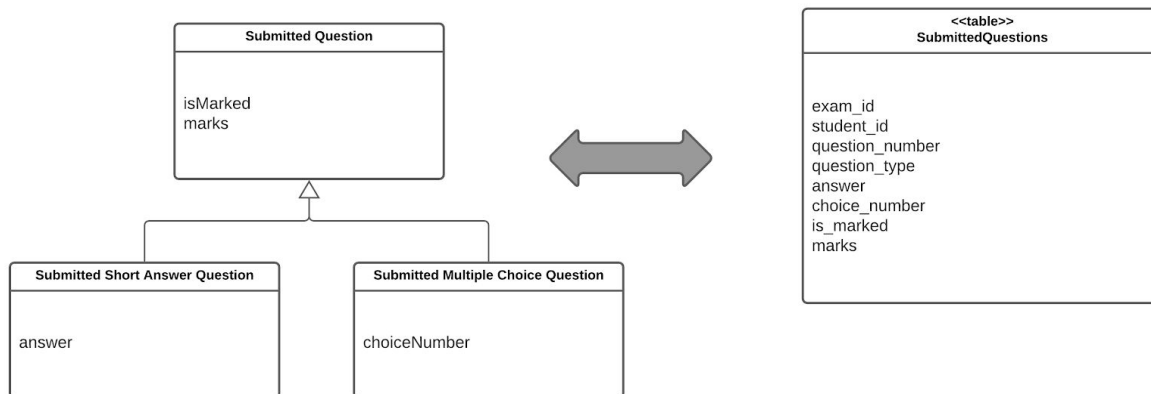 Submitted Question
isMarked
marks
Submitted Short Answer Question
answer
Submitted Multiple Choice Question
choiceNumber
<<table>>
SubmittedQuestions
exam_id
student_id
question_number
question_type
answer
choice_number
is_marked
marks